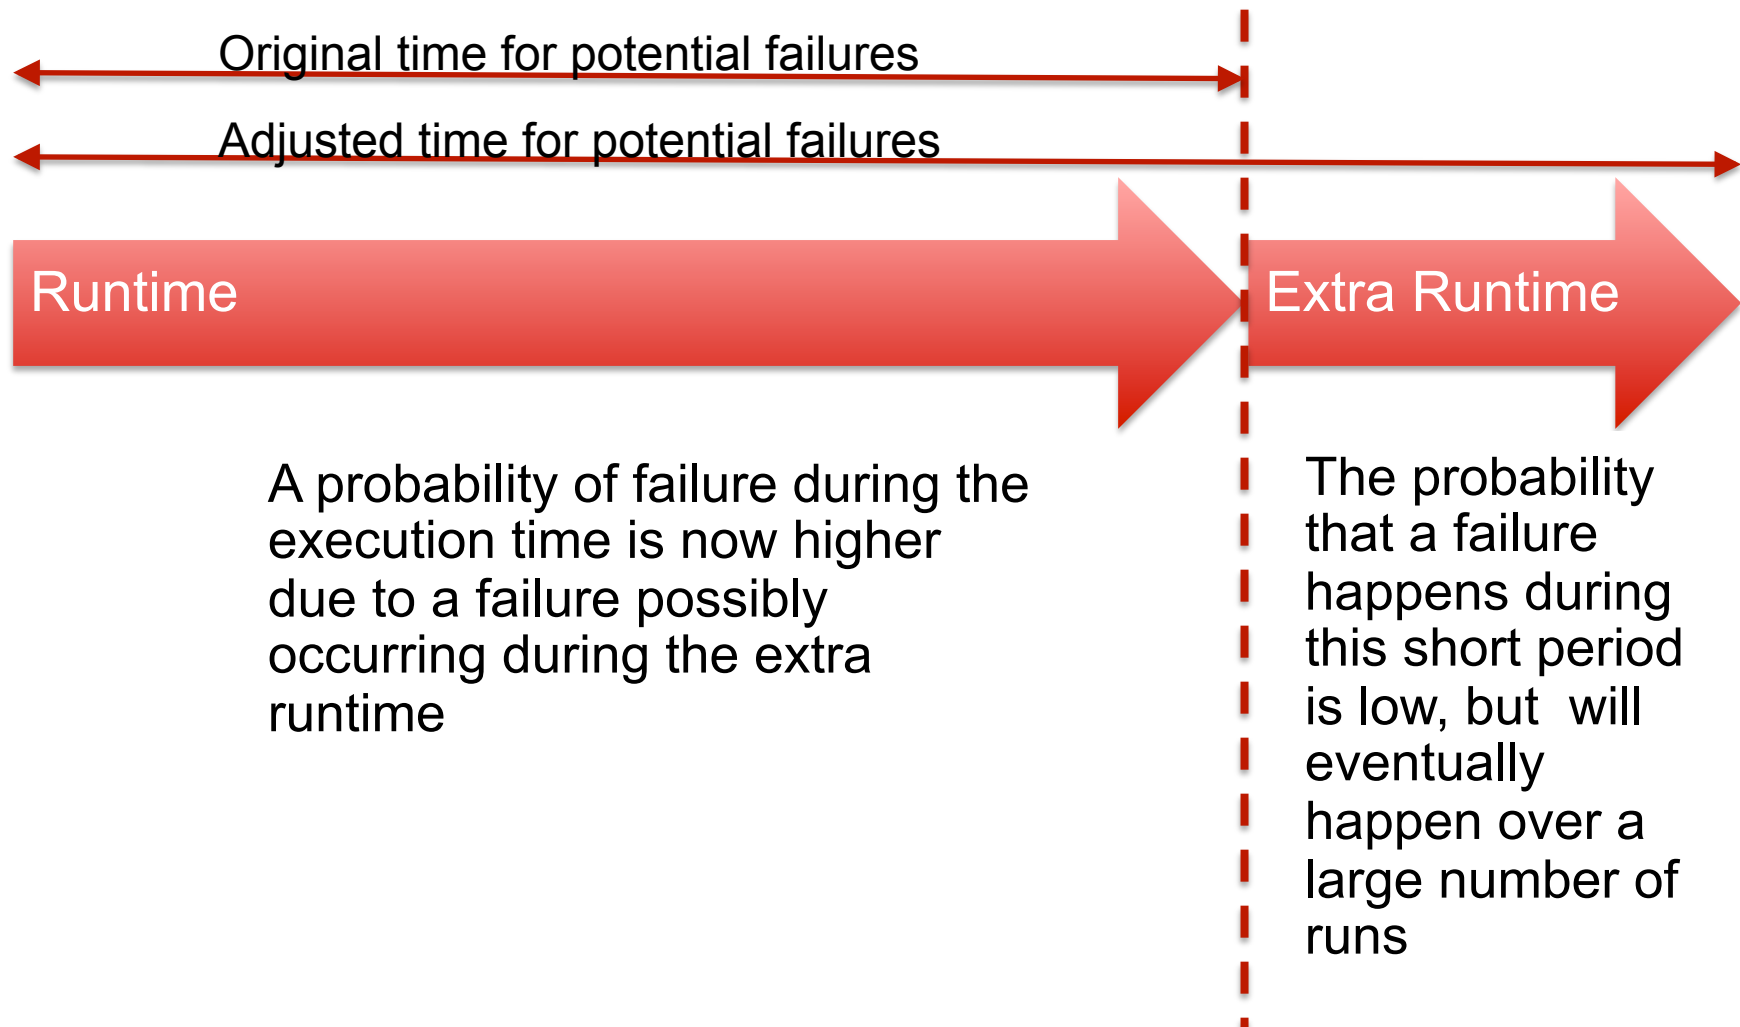 Original time for potential failures
Adjusted time for potential failures
Runtime
Extra Runtime
A probability of failure during the
execution time is now higher
due to a failure possibly
occurring during the extra
runtime
The probability
that a failure
happens during
this short period
is low, but  will
eventually
happen over a
large number of
runs